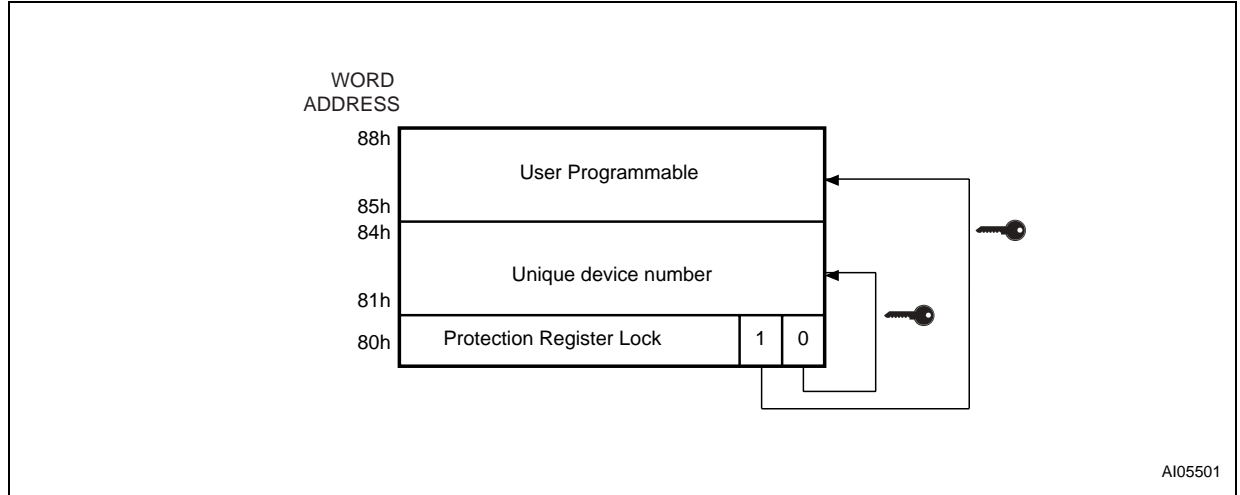 WORD
ADDRESS
88h
User Programmable
85h
84h
Unique device number
81h
80h
Protection Register Lock
1
0
AI05501